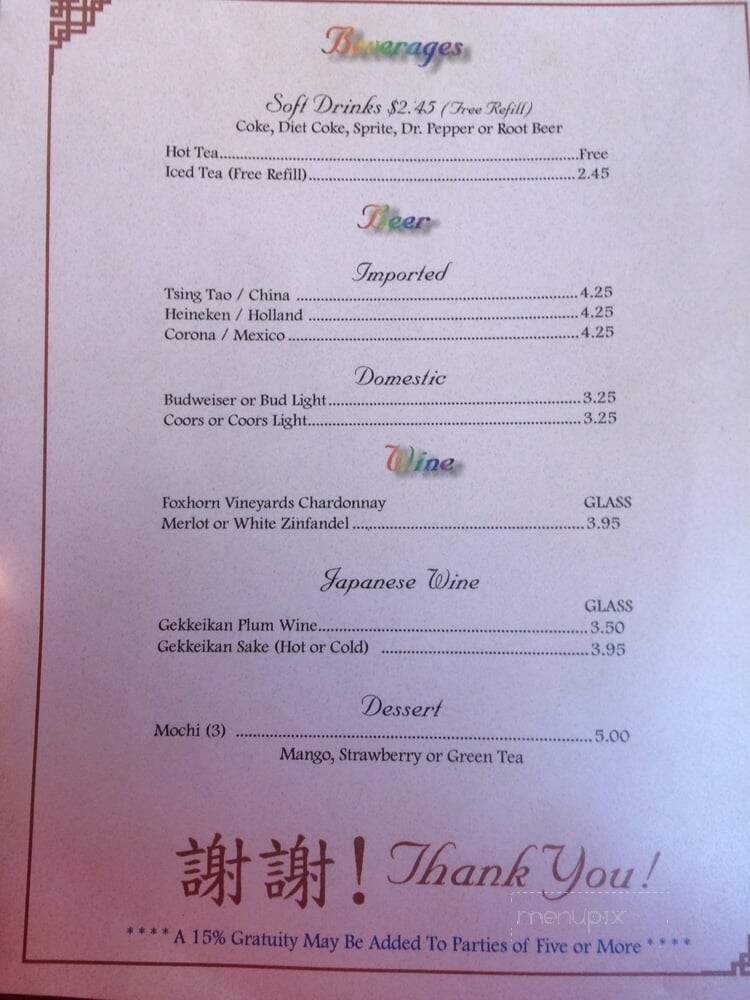 Beverages
Soft Drinks $2.45 (Free Refill)
Coke, Diet Coke, Sprite, Dr. Pepper or Root Beer
Hot Tea..........Free
Iced Tea (Free Refill)..........2.45
Beer
Imported
Tsing Tao / China ..........4.25
Heineken / Holland ..........4.25
Corona / Mexico ..........4.25
Domestic
Budweiser or Bud Light..........3.25
Coors or Coors Light..........3.25
Wine
Foxhorn Vineyards Chardonnay GLASS
Merlot or White Zinfandel ..........3.95
Japanese Wine
GLASS
Gekkeikan Plum Wine..........3.50
Gekkeikan Sake (Hot or Cold) ..........3.95
Dessert
Mochi (3) ..........5.00
Mango, Strawberry or Green Tea
謝謝! Thank You!
menupix
****A 15% Gratuity May Be Added To Parties of Five or More ****